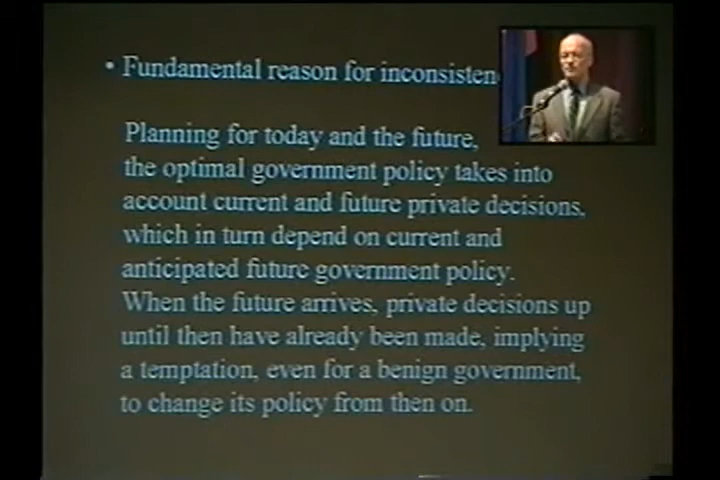 • Fundamental reason for inconsisten
Planning for today and the future,
the optimal government policy takes into
account current and future private decisions,
which in turn depend on current and
anticipated future government policy.
When the future arrives, private decisions up
until then have already been made, implying
a temptation, even for a benign government,
to change its policy from then on.